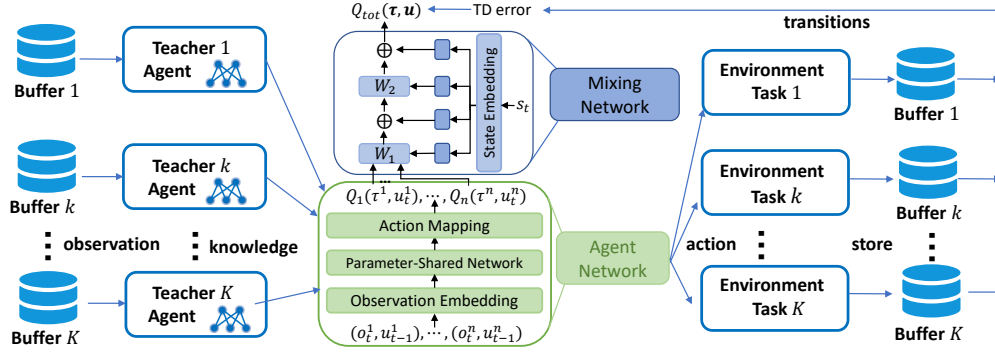 Buffer 1
Teacher 1
Agent
Buffer k
Teacher k
Agent
observation
knowledge
Buffer K
Teacher K
Agent
Q_tot(τ, u)
TD error
W_2
W_1
State Embedding
s_t
Mixing
Network
...
Q_1(τ^1, u_t^1), ⋯, Q_n(τ^n, u_t^n)
Action Mapping
Parameter-Shared Network
Observation Embedding
(o_t^1, u_{t-1}^1), ⋯, (o_t^n, u_{t-1}^n)
Agent
Network
transitions
Environment
Task 1
Buffer 1
Environment
Task k
Buffer k
action
store
Environment
Task K
Buffer K